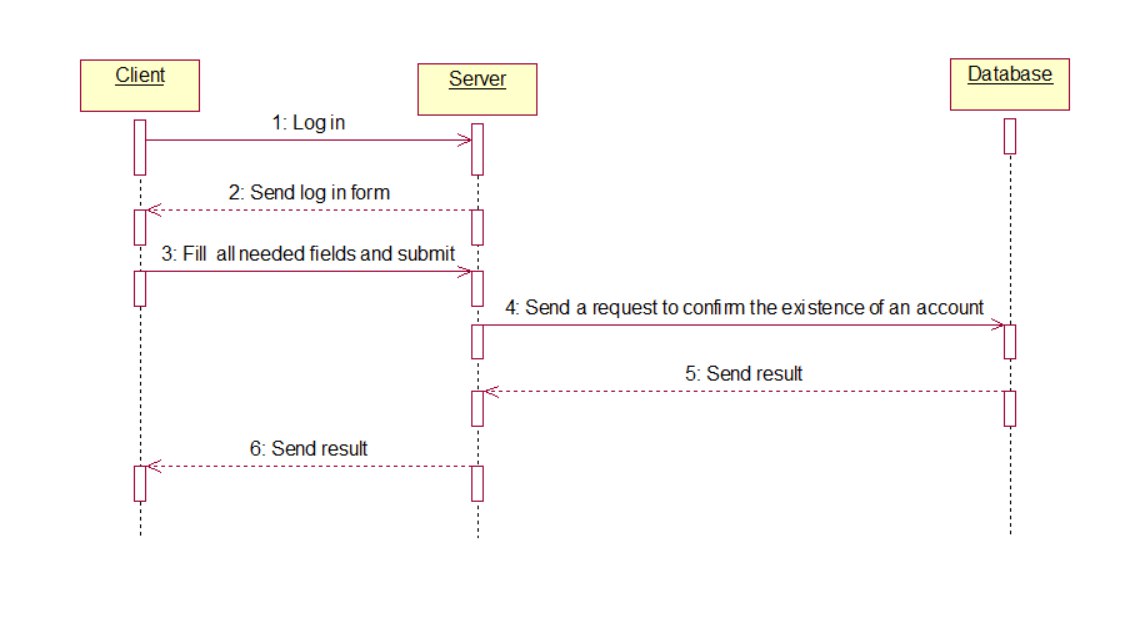 Client
Server
Database
1: Log in
2: Send log in form
3: Fill all needed fields and submit
4: Send a request to confirm the existence of an account
5: Send result
6: Send result